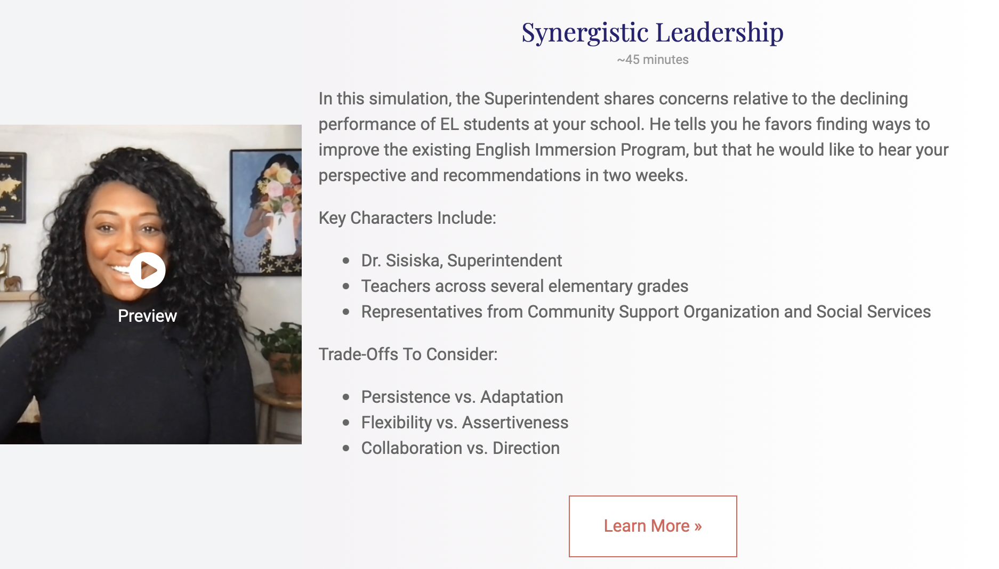 Synergistic Leadership
~45 minutes
In this simulation, the Superintendent shares concerns relative to the declining
performance of EL students at your school. He tells you he favors finding ways to
improve the existing English Immersion Program, but that he would like to hear your
perspective and recommendations in two weeks.
Key Characters Include:
• Dr. Sisiska, Superintendent
• Teachers across several elementary grades
• Representatives from Community Support Organization and Social Services
Preview
Trade-Offs To Consider:
• Persistence vs. Adaptation
• Flexibility vs. Assertiveness
• Collaboration vs. Direction
Learn More »